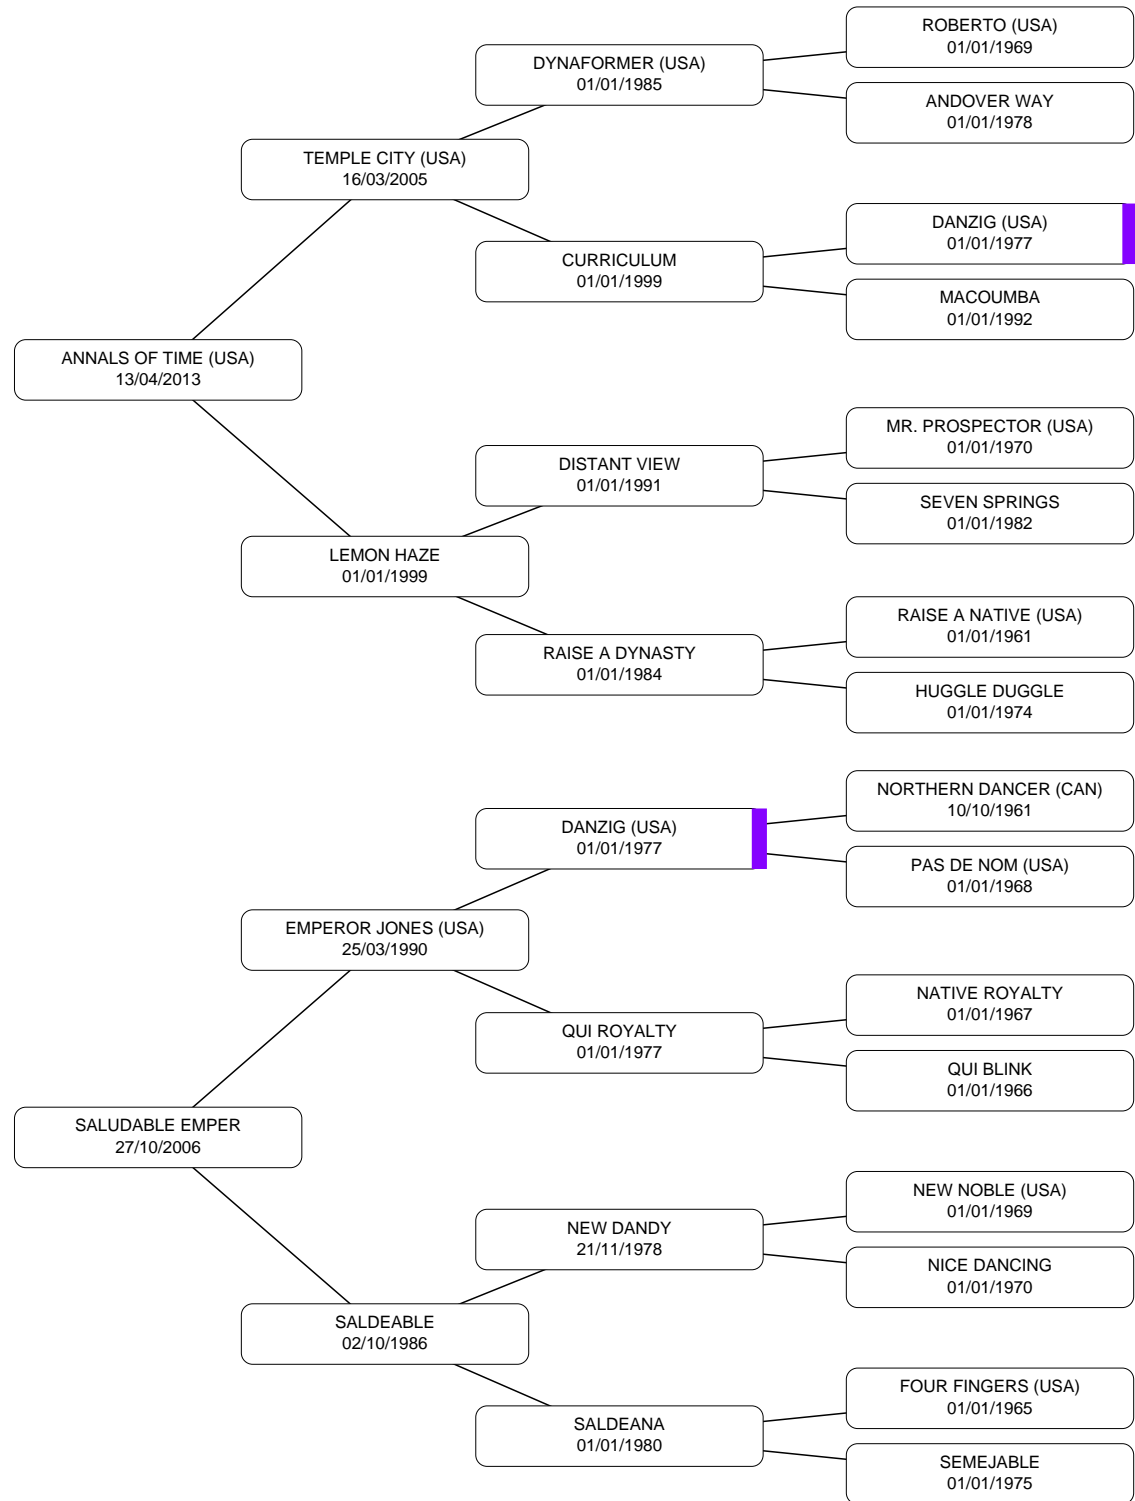 ROBERTO (USA)
01/01/1969
DYNAFORMER (USA)
01/01/1985
ANDOVER WAY
01/01/1978
TEMPLE CITY (USA)
16/03/2005
DANZIG (USA)
01/01/1977
CURRICULUM
01/01/1999
MACOUMBA
01/01/1992
ANNALS OF TIME (USA)
13/04/2013
MR. PROSPECTOR (USA)
01/01/1970
DISTANT VIEW
01/01/1991
SEVEN SPRINGS
01/01/1982
LEMON HAZE
01/01/1999
RAISE A NATIVE (USA)
01/01/1961
RAISE A DYNASTY
01/01/1984
HUGGLE DUGGLE
01/01/1974
NORTHERN DANCER (CAN)
10/10/1961
DANZIG (USA)
01/01/1977
PAS DE NOM (USA)
01/01/1968
EMPEROR JONES (USA)
25/03/1990
NATIVE ROYALTY
01/01/1967
QUI ROYALTY
01/01/1977
QUI BLINK
01/01/1966
SALUDABLE EMPER
27/10/2006
NEW NOBLE (USA)
01/01/1969
NEW DANDY
21/11/1978
NICE DANCING
01/01/1970
SALDEABLE
02/10/1986
FOUR FINGERS (USA)
01/01/1965
SALDEANA
01/01/1980
SEMEJABLE
01/01/1975